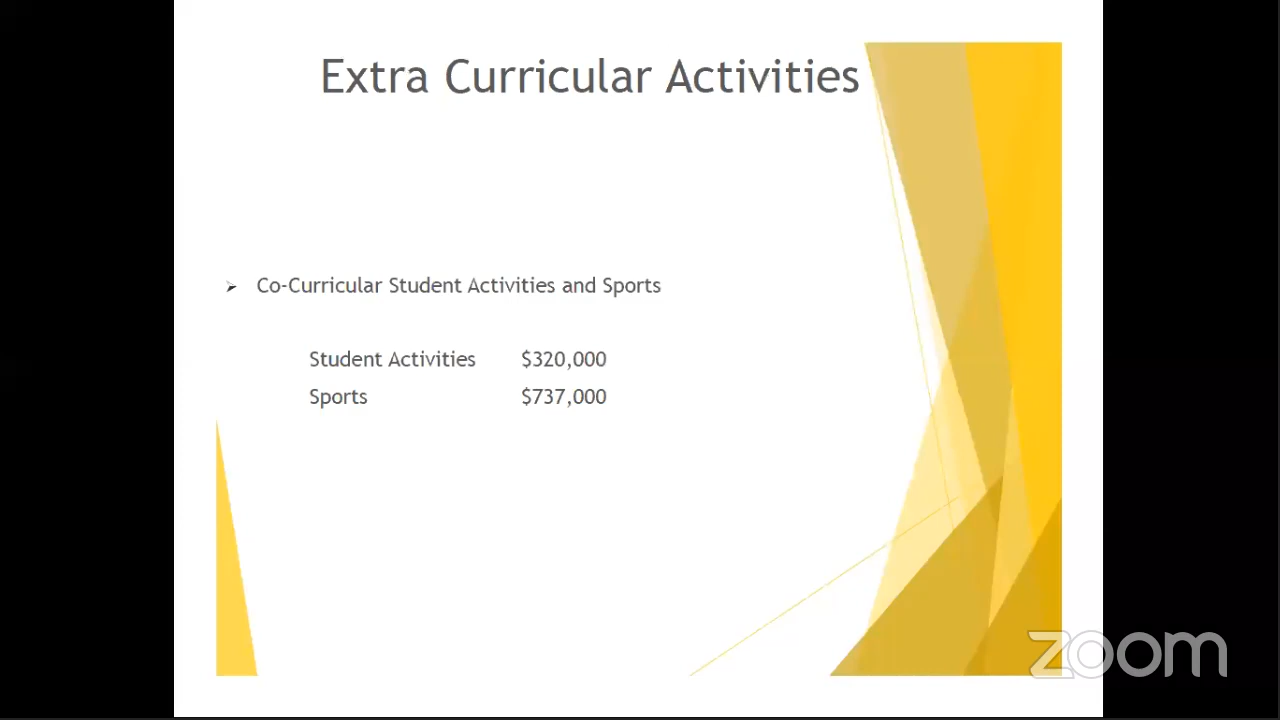 Extra Curricular Activities
Co-Curricular Student Activities and Sports
Student Activities $320,000
Sports $737,000
zoom